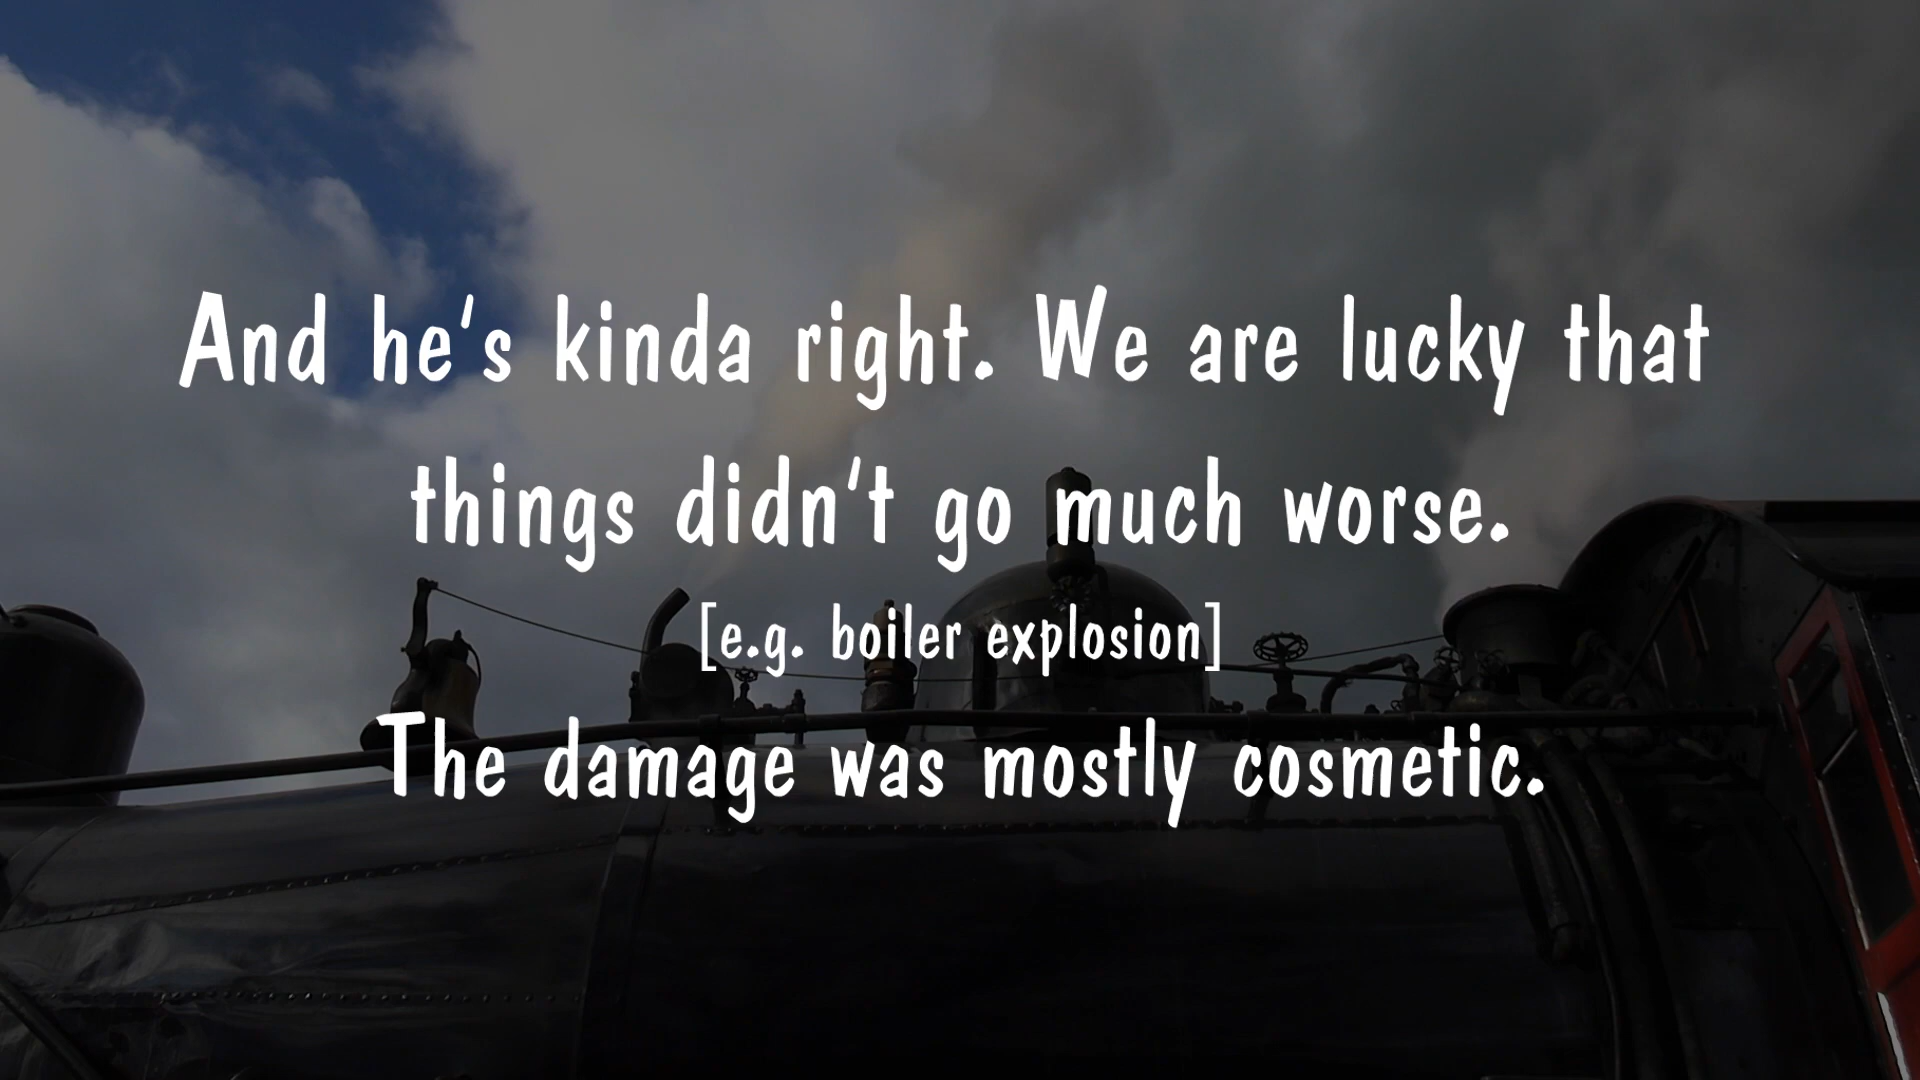 And he's kinda right. We are lucky that
things didn't go much worse.
[e.g. boiler explosion]
The damage was mostly cosmetic.